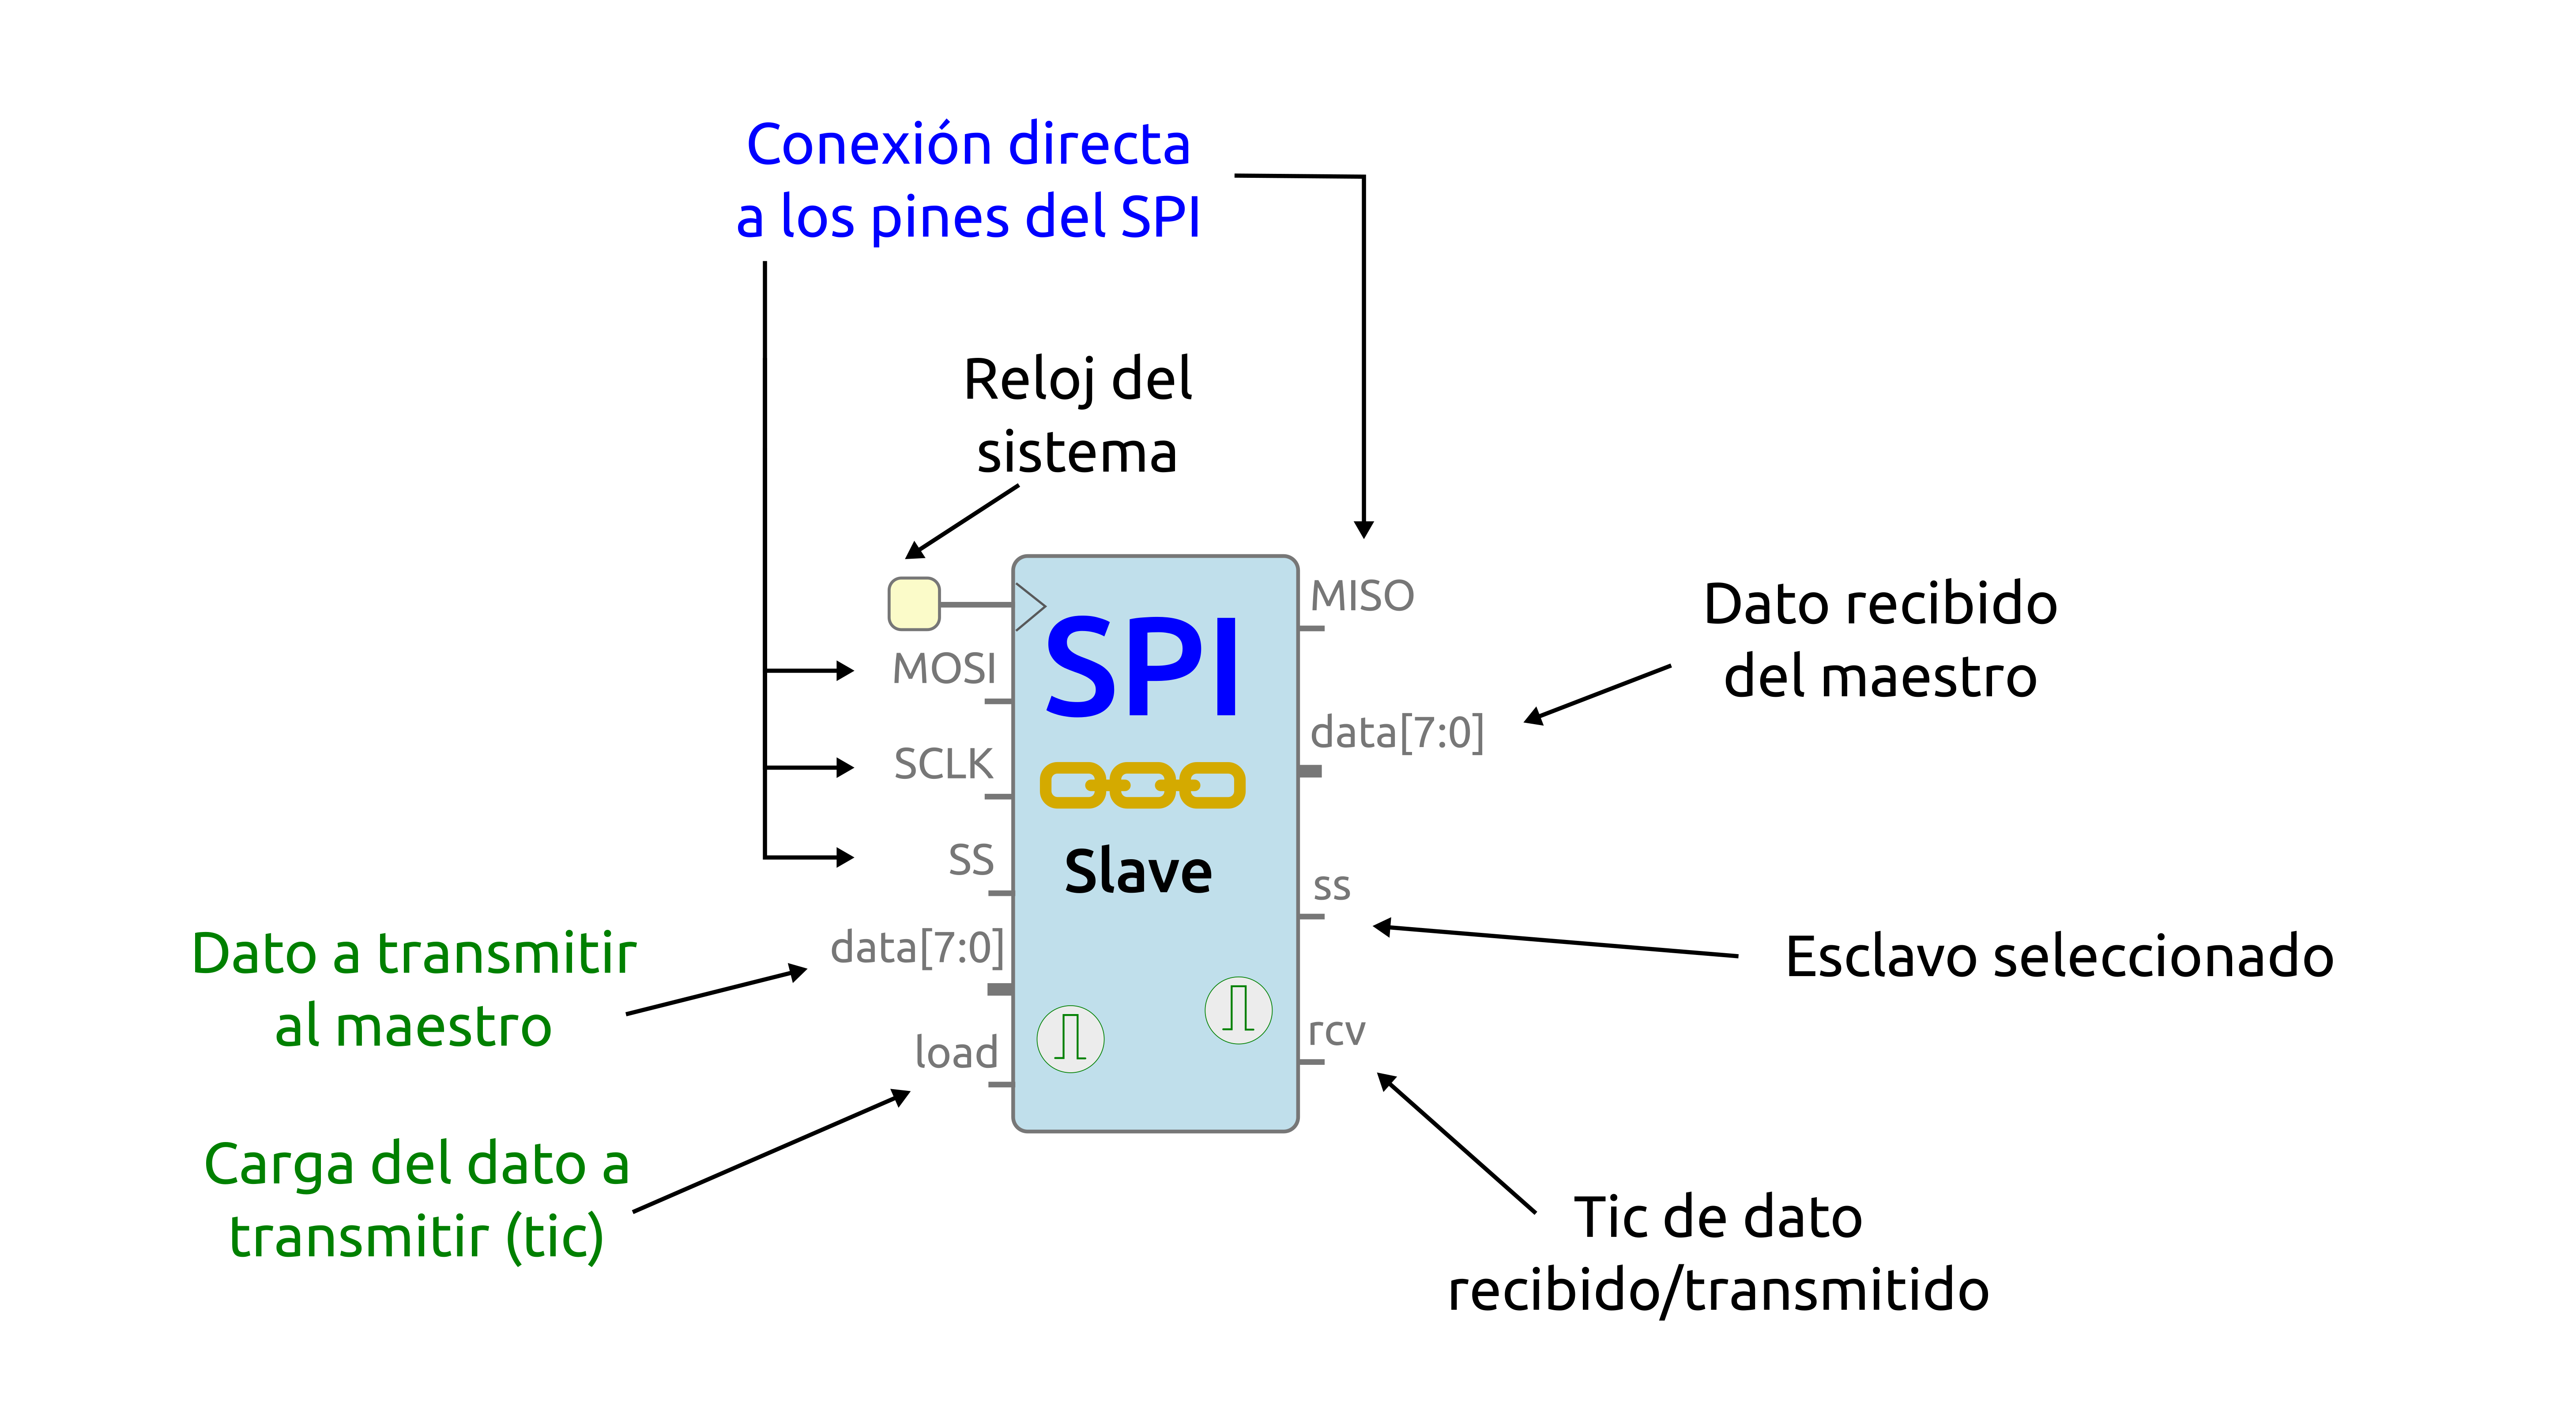 Conexión directa
a los pines del SPI
Reloj del
sistema
MOSI
SCLK
SS
data[7:0]
load
SPI
Slave
MISO
data[7:0]
ss
rcv
Dato a transmitir
al maestro
Carga del dato a
transmitir (tic)
Dato recibido
del maestro
Esclavo seleccionado
Tic de dato
recibido/transmitido